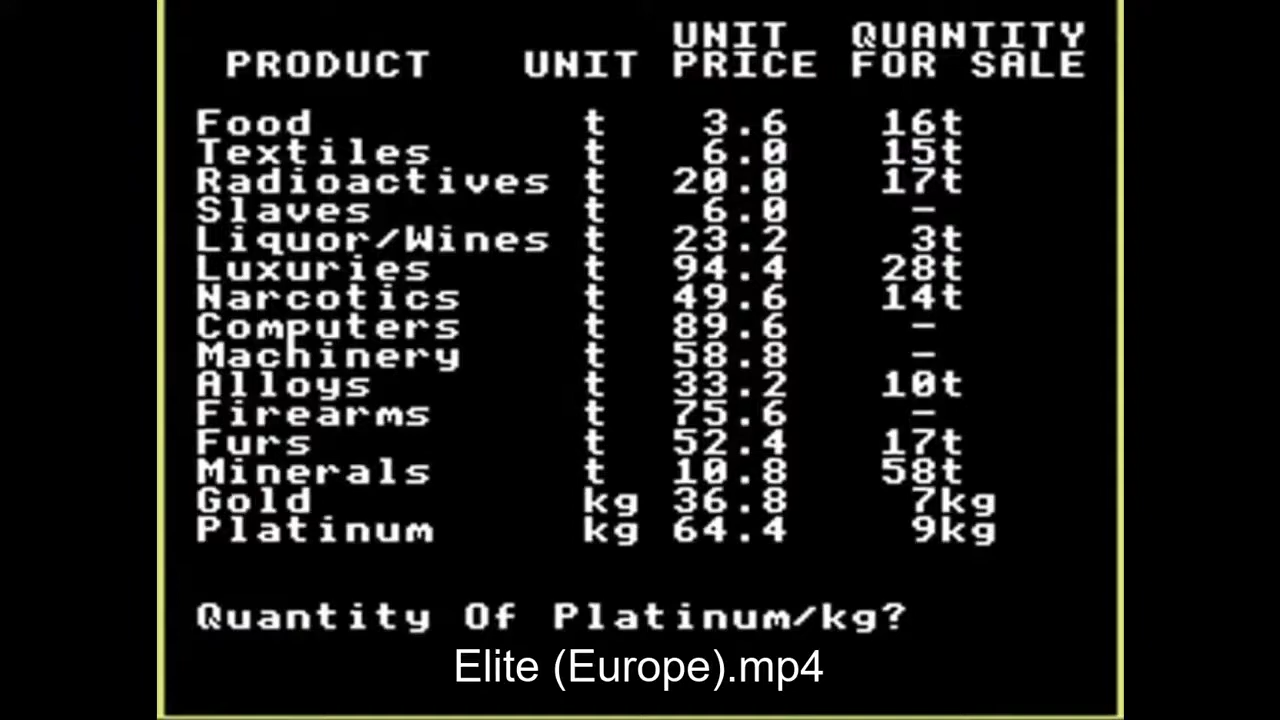 UNIT QUANTITY
PRODUCT UNIT PRICE FOR SALE
Food t 3.6 16t
Textiles t 6.0 15t
Radioactives t 20.0 17t
Slaves t 6.0 -
Liquor/Wines t 23.2 3t
Luxuries t 94.4 28t
Narcotics t 49.6 14t
Computers t 89.6 -
Machinery t 58.8 -
Alloys t 33.2 10t
Firearms t 75.6 -
Furs t 52.4 17t
Minerals t 10.8 58t
Gold kg 36.8 7kg
Platinum kg 64.4 9kg
Quantity Of Platinum/kg?
Elite (Europe).mp4